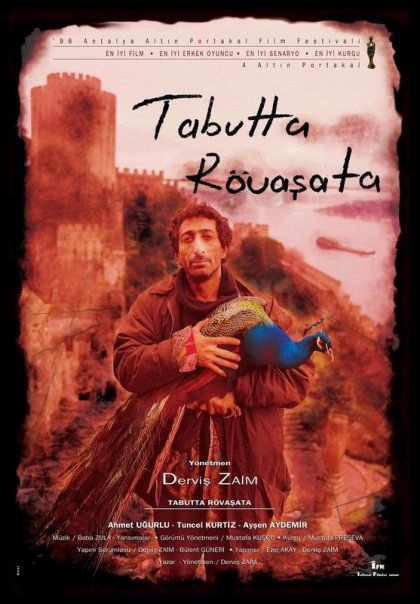 '96 Antalya Altın Portakal Film Festivali
EN İYİ FİLM • EN İYİ ERKEK OYUNCU • EN İYİ SENARYO • EN İYİ KURGU
4 Altın Portakal
Tabutta
Rövaşata
Yönetmen
Derviş ZAİM
TABUTTA RÖVAŞATA
Ahmet UĞURLU - Tuncel KURTİZ - Ayşen AYDEMİR
Müzik / Baba ZULA - Yansımalar • Görüntü Yönetmeni / Mustafa KUŞÇU • Kurgu / Mustafa PREŞEVA
Yapım Sorumlusu / Derviş ZAİM - Bülent GÜNERİ • Yapımcı / Ezel AKAY - Derviş ZAİM
Yazar - Yönetmen / Derviş ZAİM
IFR